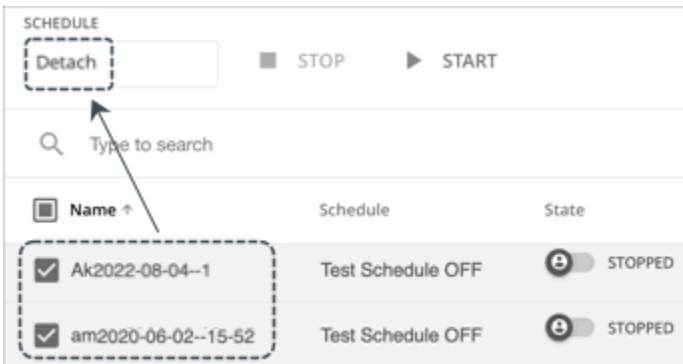 SCHEDULE
Detach STOP START
Type to search
Name ↑ Schedule State
Ak2022-08-04--1 Test Schedule OFF STOPPED
am2020-06-02--15-52 Test Schedule OFF STOPPED